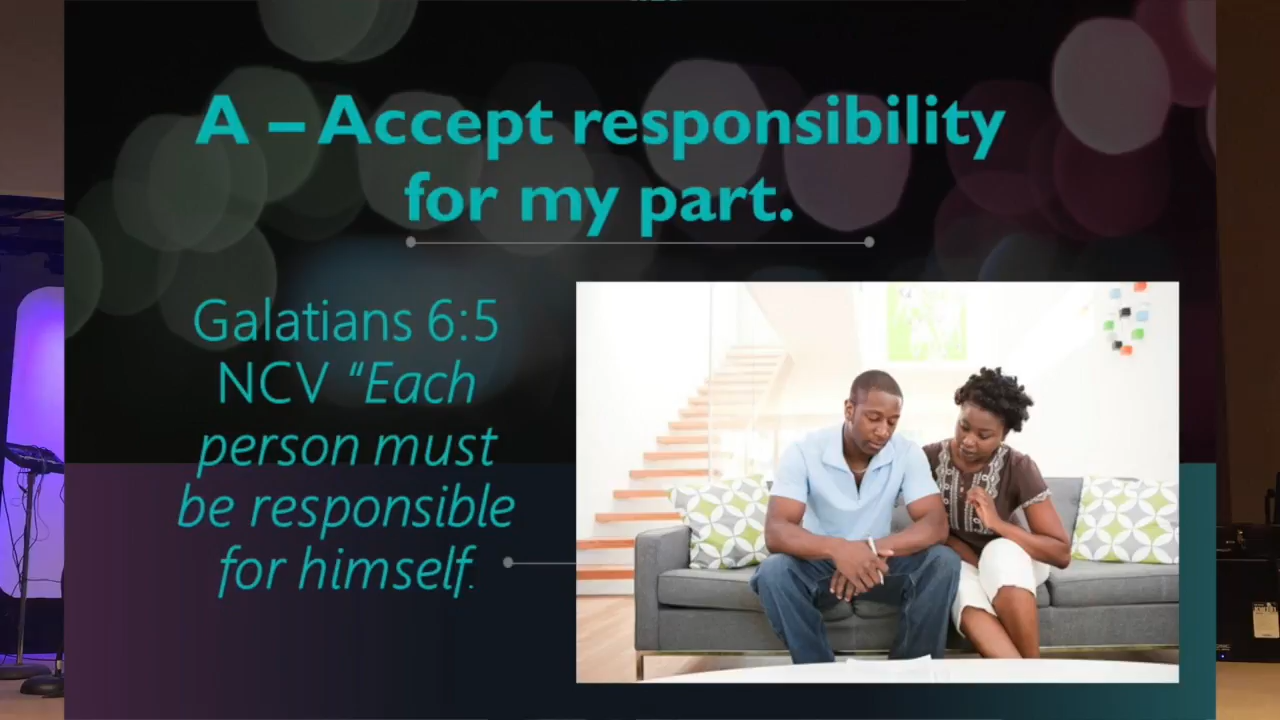 A – Accept responsibility
for my part.
Galatians 6:5
NCV “Each
person must
be responsible
for himself.